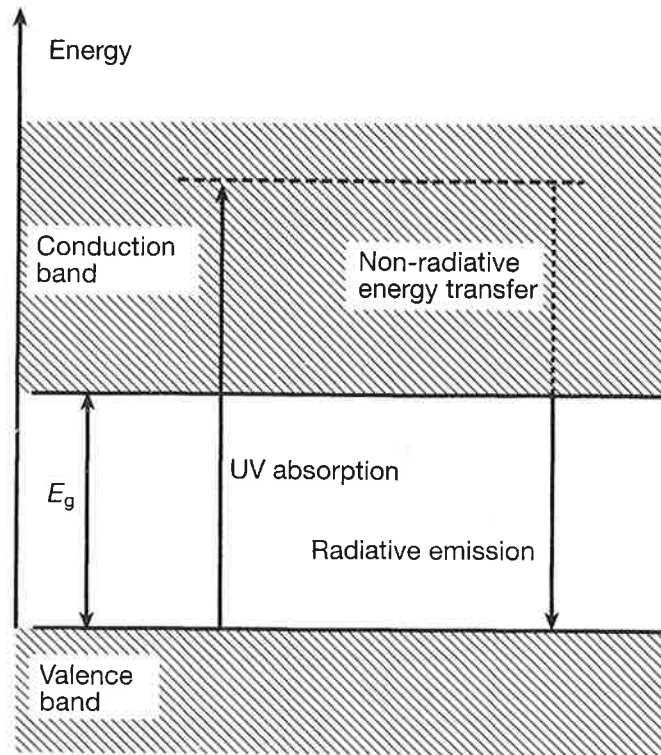 Energy
Conduction
band
Non-radiative
energy transfer
UV absorption
Eg
Radiative emission
Valence
band